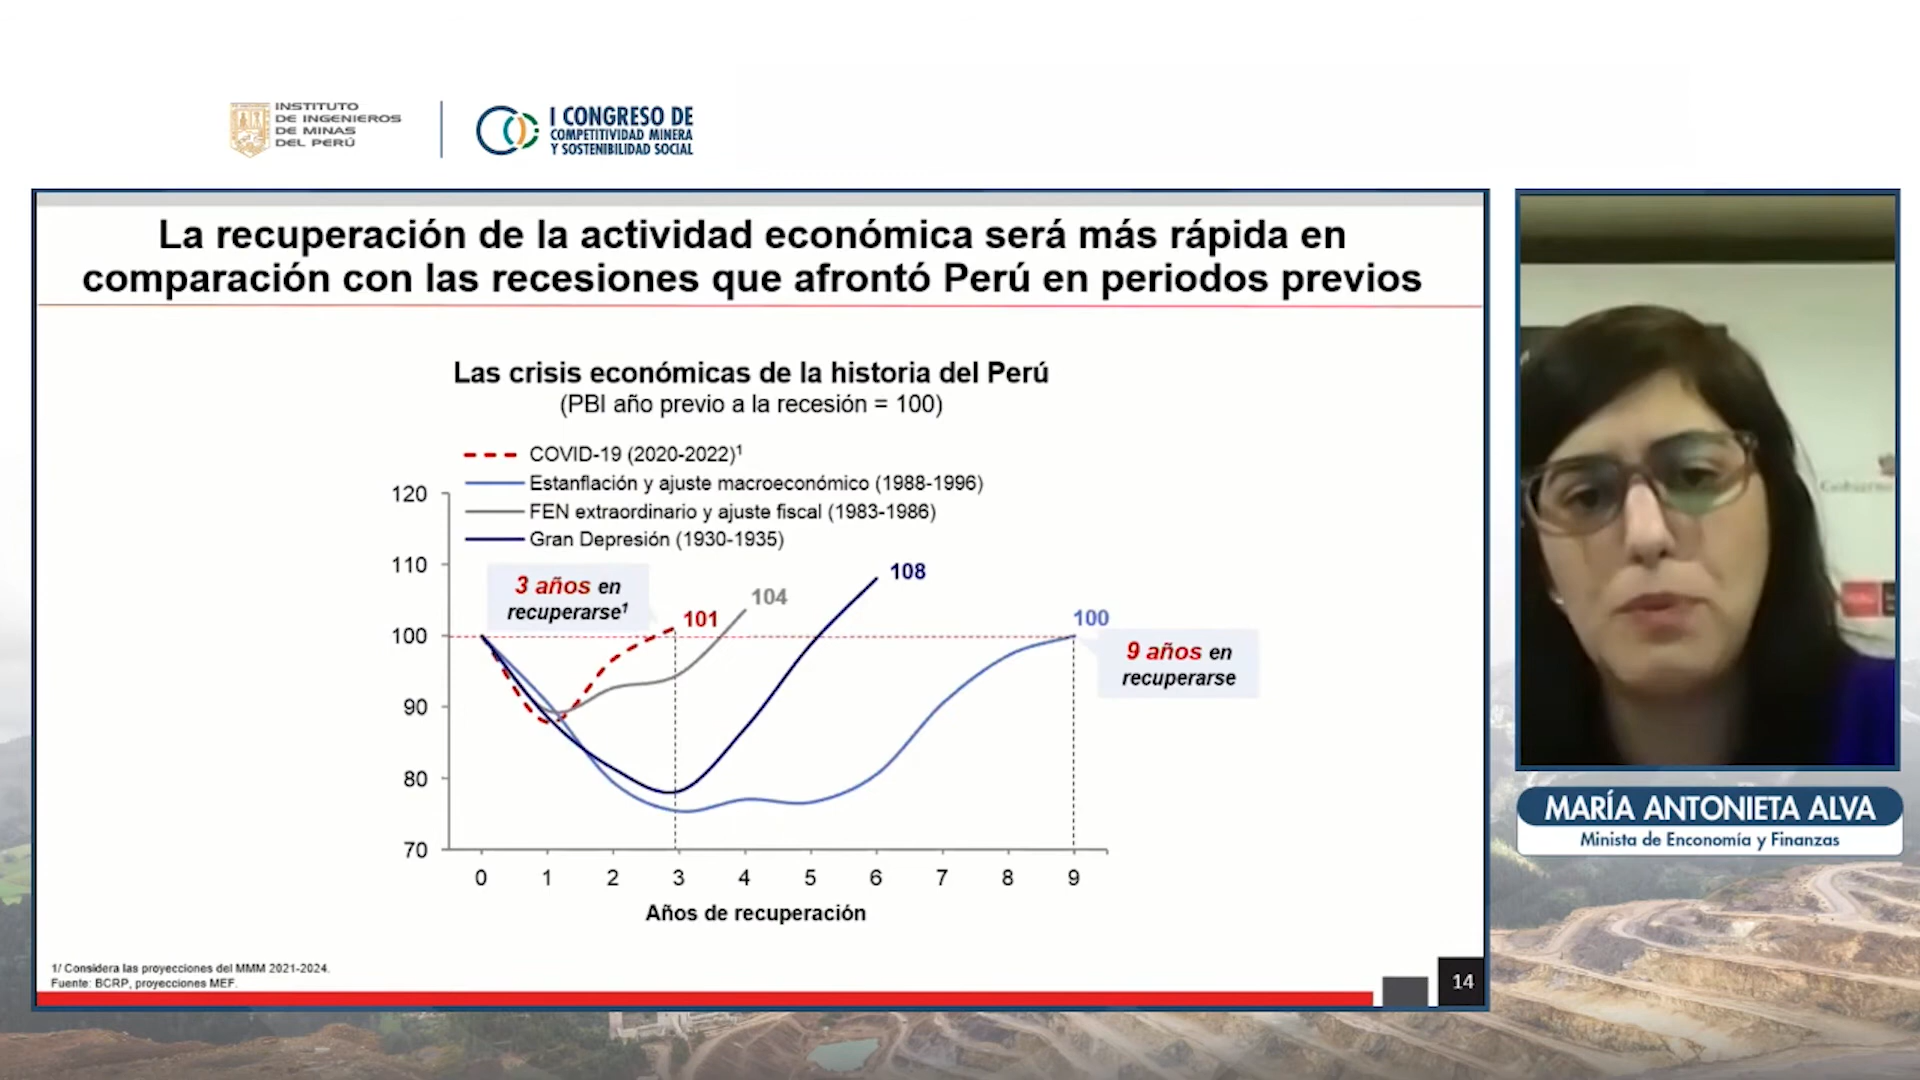 INSTITUTO
DE INGENIEROS
DE MINAS
DEL PERÚ
I CONGRESO DE
COMPETITIVIDAD MINERA
Y SOSTENIBILIDAD SOCIAL
La recuperación de la actividad económica será más rápida en
comparación con las recesiones que afrontó Perú en periodos previos
Las crisis económicas de la historia del Perú
(PBI año previo a la recesión = 100)
COVID-19 (2020-2022)¹
Estanflación y ajuste macroeconómico (1988-1996)
FEN extraordinario y ajuste fiscal (1983-1986)
Gran Depresión (1930-1935)
120
110
100
90
80
70
3 años en
recuperarse¹
101
104
108
100
9 años en
recuperarse
0 1 2 3 4 5 6 7 8 9
Años de recuperación
1/ Considera las proyecciones del MMM 2021-2024.
Fuente: BCRP, proyecciones MEF.
14
MARÍA ANTONIETA ALVA
Minista de Enconomía y Finanzas